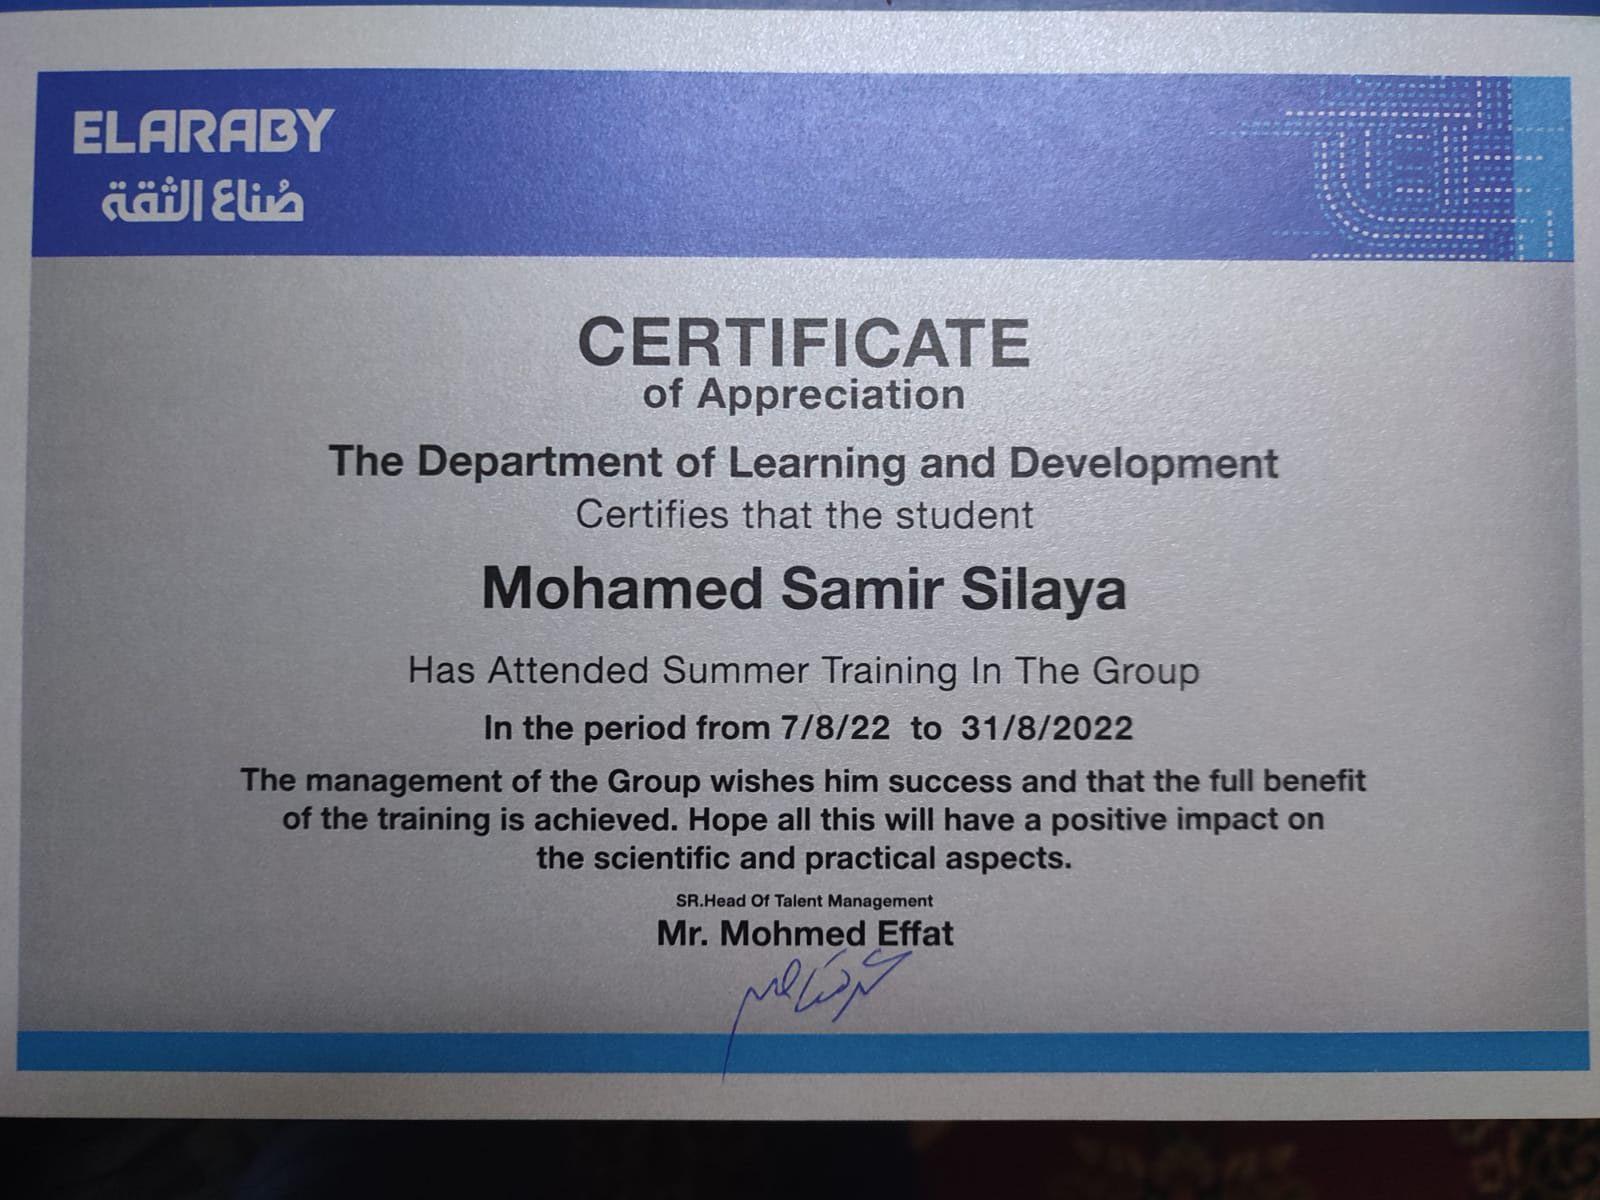 ELARABY
صُناع الثقة
CERTIFICATE
of Appreciation
The Department of Learning and Development
Certifies that the student
Mohamed Samir Silaya
Has Attended Summer Training In The Group
In the period from 7/8/22 to 31/8/2022
The management of the Group wishes him success and that the full benefit
of the training is achieved. Hope all this will have a positive impact on
the scientific and practical aspects.
SR.Head Of Talent Management
Mr. Mohmed Effat